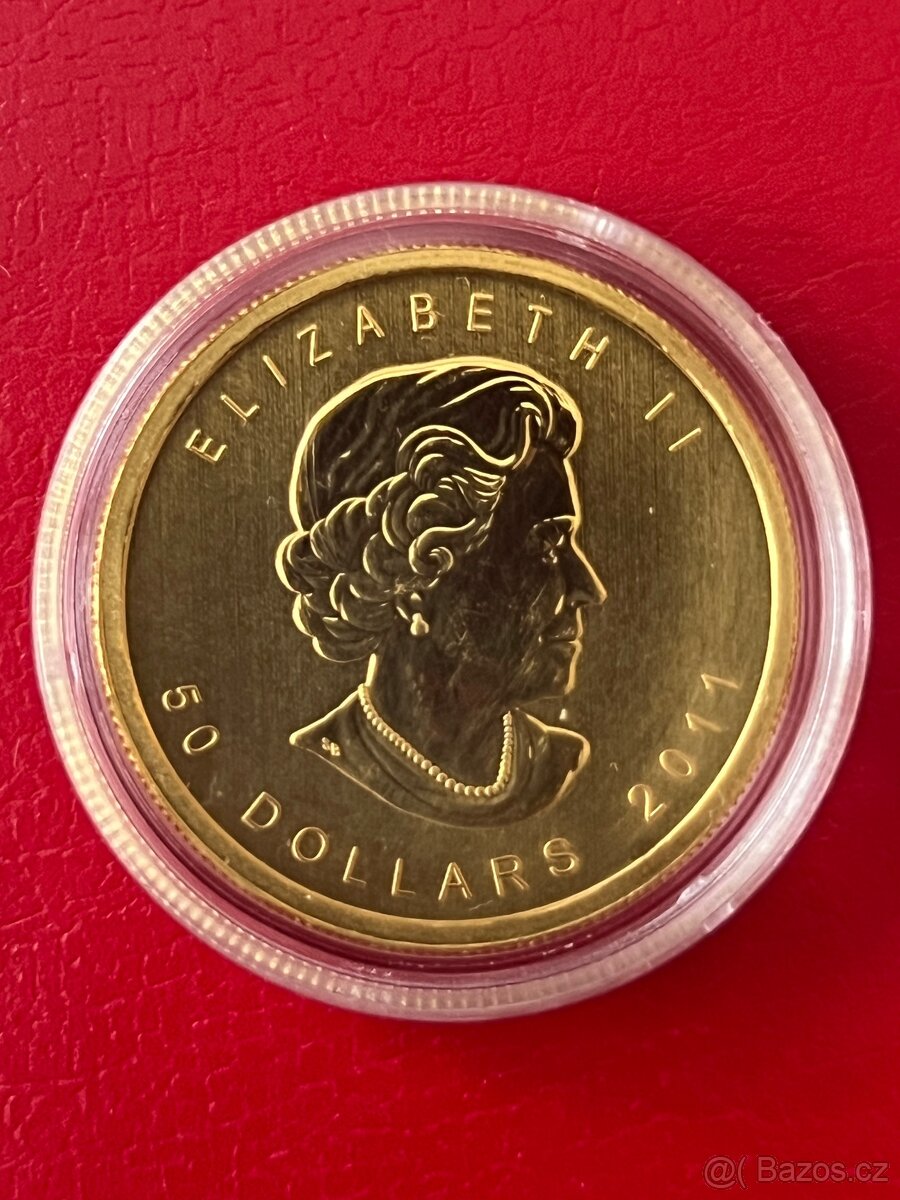 ELIZABETH II
50 DOLLARS 2011
@( Bazos.cz